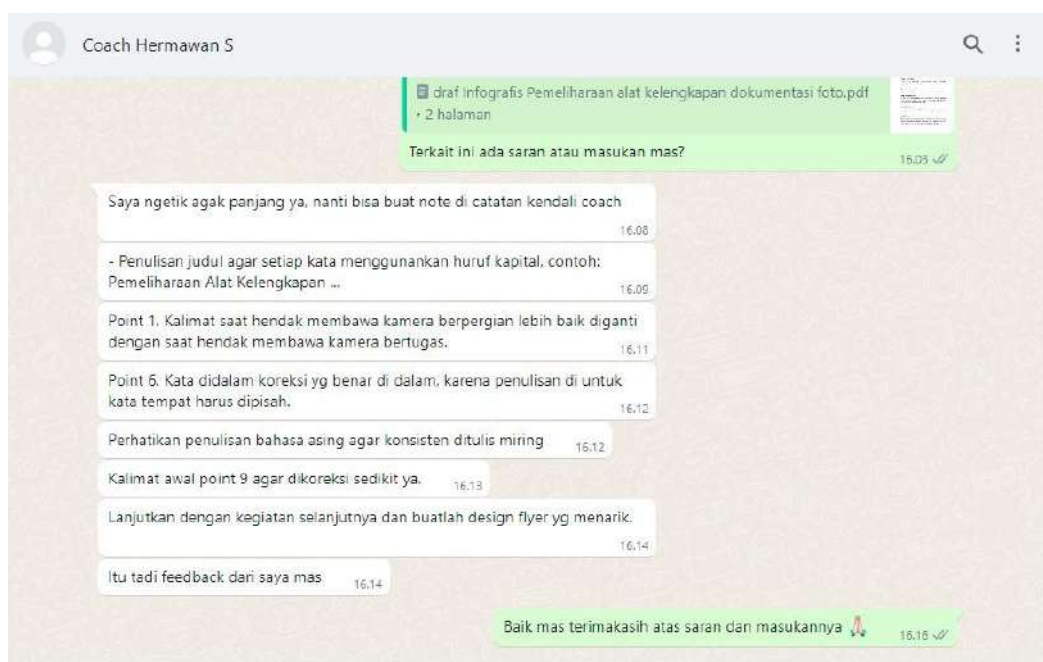 Coach Hermawan S
draf Infografis Pemeliharaan alat kelengkapan dokumentasi foto.pdf
• 2 halaman
Terkait ini ada saran atau masukan mas?
16.05
Saya ngetik agak panjang ya, nanti bisa buat note di catatan kendali coach
16.08
- Penulisan judul agar setiap kata menggunankan huruf kapital, contoh:
Pemeliharaan Alat Kelengkapan ...
16.09
Point 1. Kalimat saat hendak membawa kamera berpergian lebih baik diganti
dengan saat hendak membawa kamera bertugas.
16.11
Point 6. Kata didalam koreksi yg benar di dalam, karena penulisan di untuk
kata tempat harus dipisah.
16.12
Perhatikan penulisan bahasa asing agar konsisten ditulis miring
16.12
Kalimat awal point 9 agar dikoreksi sedikit ya.
16.13
Lanjutkan dengan kegiatan selanjutnya dan buatlah design flyer yg menarik.
16.14
Itu tadi feedback dari saya mas
16.14
Baik mas terimakasih atas saran dan masukannya 🙏
16.16